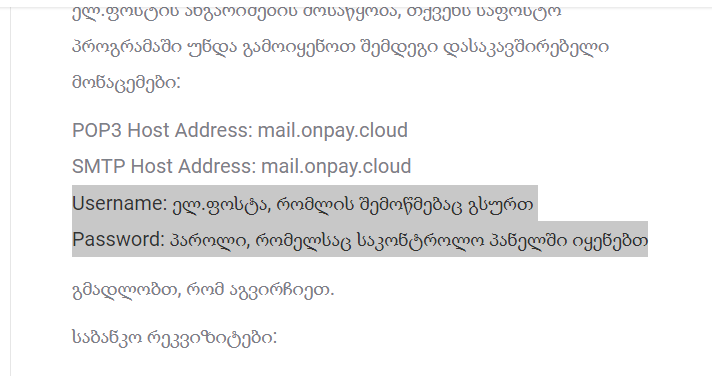 ელ.ფოსტის ანგარიშების მოსაწყობა, თქვენს საფოსტო
პროგრამაში უნდა გამოიყენოთ შემდეგი დასაკავშირებელი
მონაცემები:
POP3 Host Address: mail.onpay.cloud
SMTP Host Address: mail.onpay.cloud
Username: ელ.ფოსტა, რომლის შემოწმებაც გსურთ
Password: პაროლი, რომელსაც საკონტროლო პანელში იყენებთ
გმადლობთ, რომ აგვირჩიეთ.
საბანკო რეკვიზიტები: